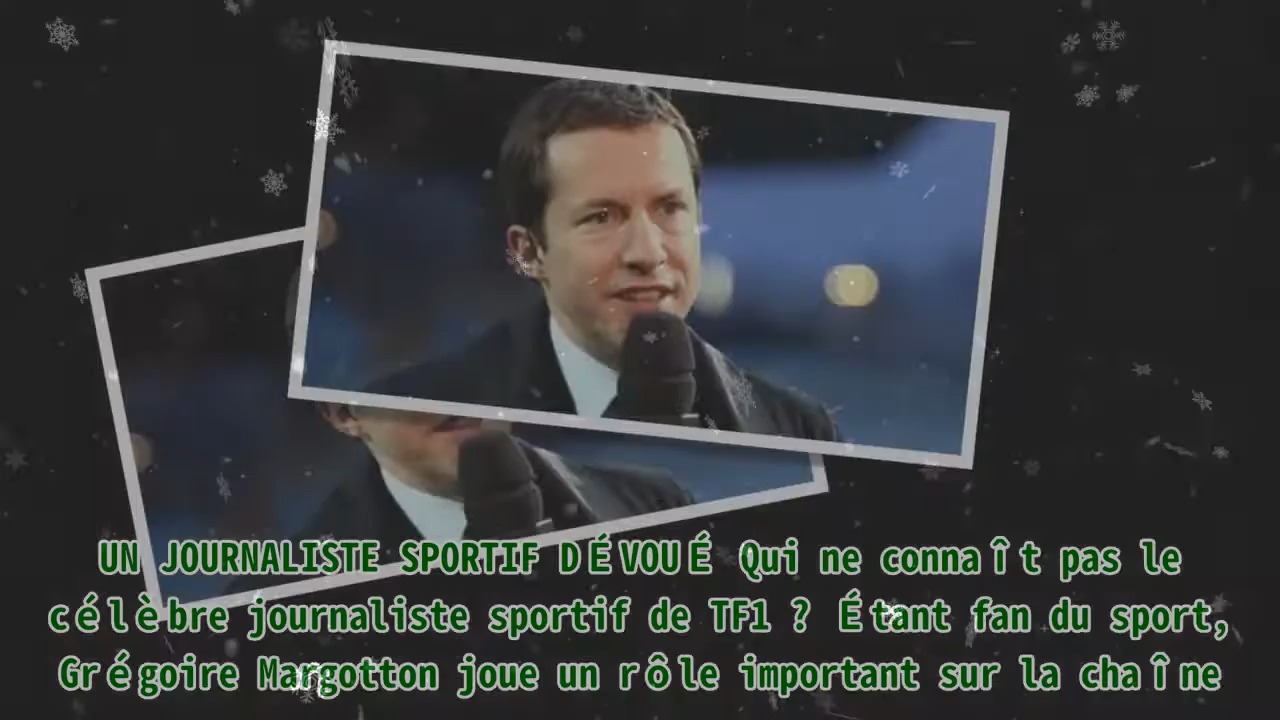 UN JOURNALISTE SPORTIF DÉVOUÉ Qui ne connaît pas le
célèbre journaliste sportif de TF1 ? Étant fan du sport,
Grégoire Margotton joue un rôle important sur la chaîne